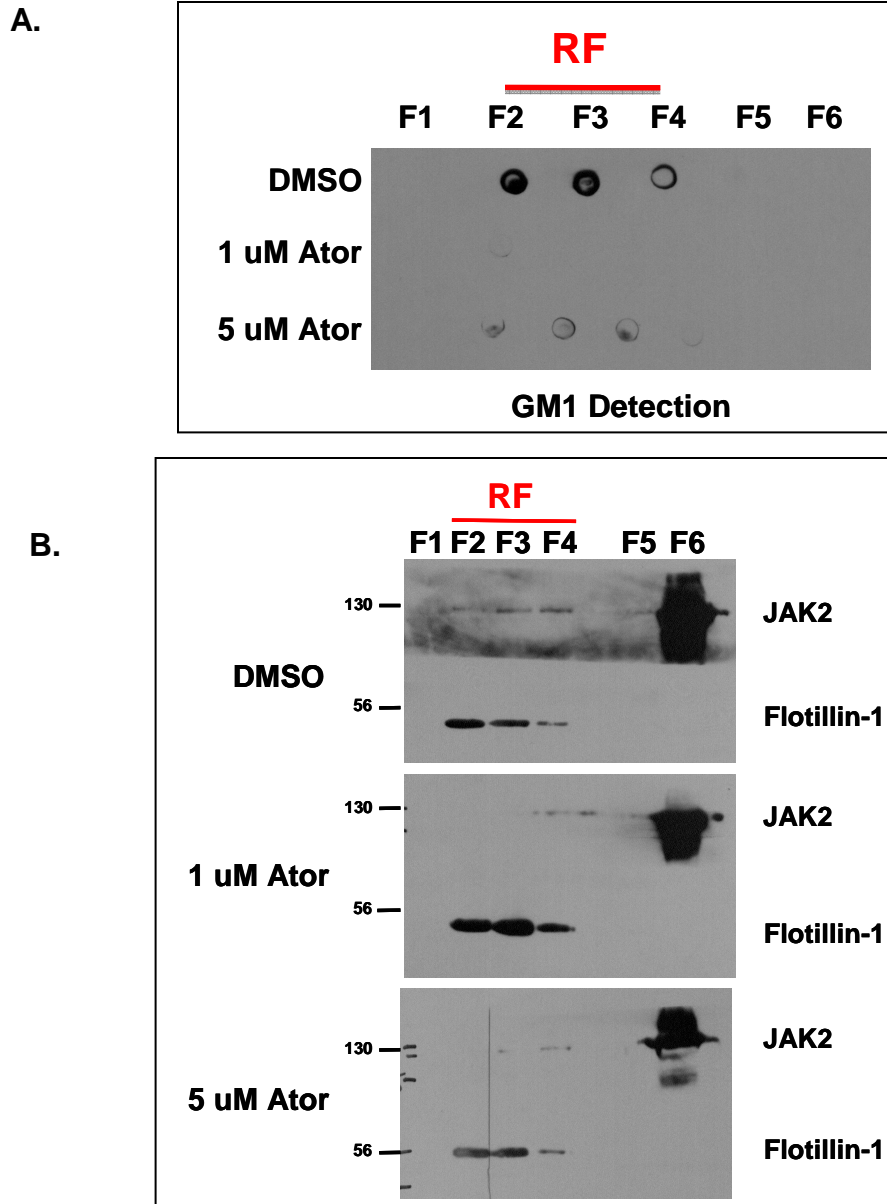 A.
RF
F1 F2 F3 F4 F5 F6
DMSO
1 uM Ator
5 uM Ator
GM1 Detection
B.
RF
F1 F2 F3 F4 F5 F6
130
JAK2
DMSO
56
Flotillin-1
130
JAK2
1 uM Ator
56
Flotillin-1
130
JAK2
5 uM Ator
56
Flotillin-1